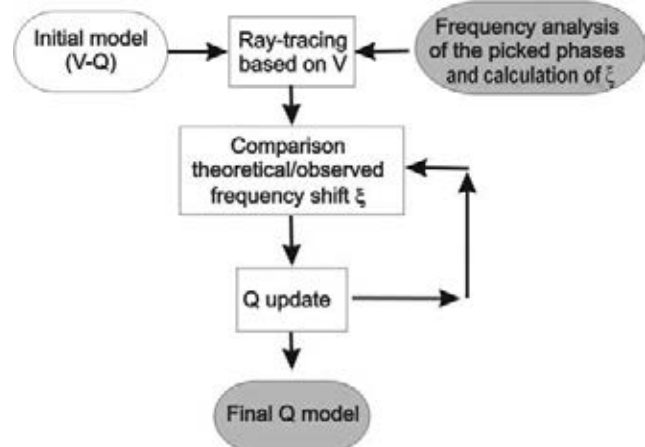 Initial model
(V-Q)
Ray-tracing
based on V
Frequency analysis
of the picked phases
and calculation of ξ
Comparison
theoretical/observed
frequency shift ξ
Q update
Final Q model